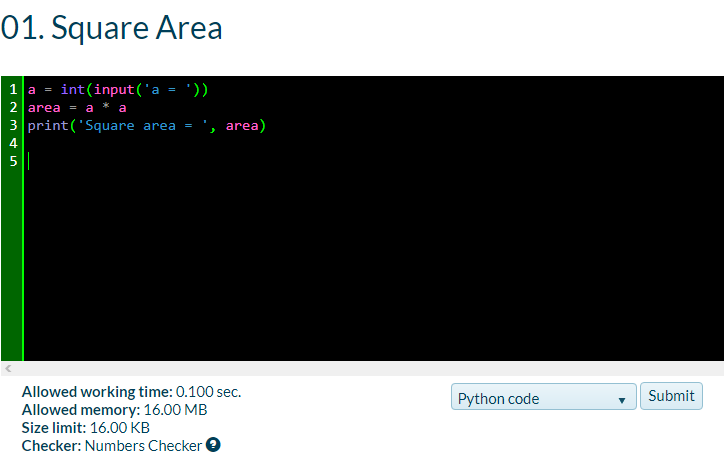 01. Square Area
1 a = int(input('a = '))
2 area = a * a
3 print('Square area = ', area)
4
5
Allowed working time: 0.100 sec.
Allowed memory: 16.00 MB
Size limit: 16.00 KB
Checker: Numbers Checker ?
Python code
Submit